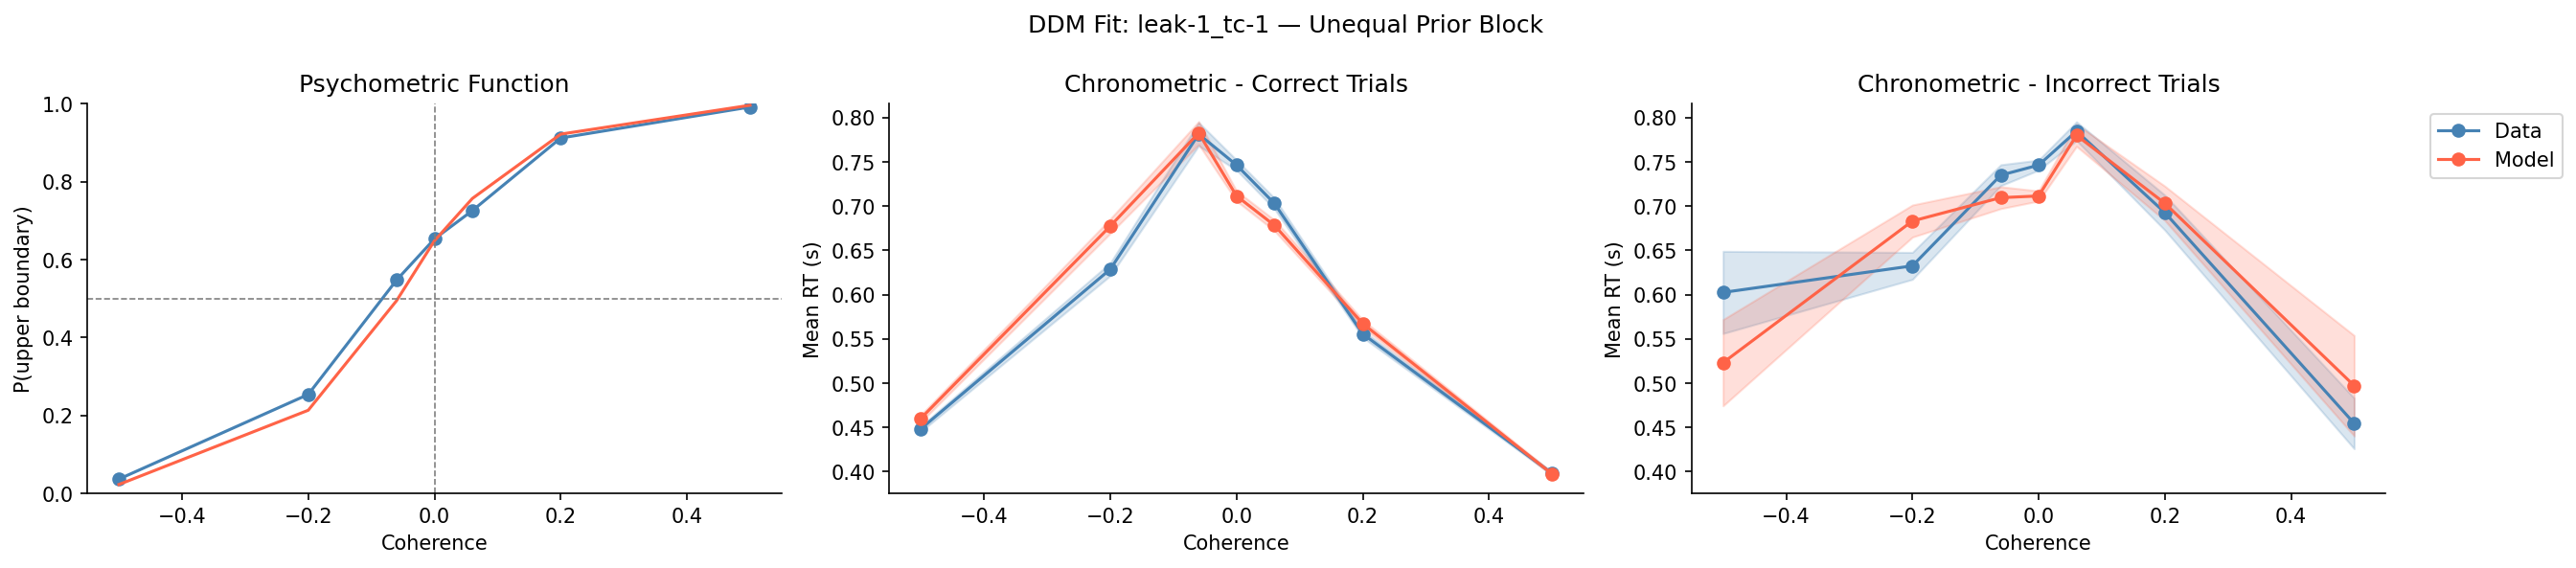 DDM Fit: leak-1_tc-1 — Unequal Prior Block
Psychometric Function
P(upper boundary)
1.0
0.8
0.6
0.4
0.2
0.0
−0.4 −0.2 0.0 0.2 0.4
Coherence
Chronometric - Correct Trials
Mean RT (s)
0.80
0.75
0.70
0.65
0.60
0.55
0.50
0.45
0.40
−0.4 −0.2 0.0 0.2 0.4
Coherence
Chronometric - Incorrect Trials
Mean RT (s)
0.80
0.75
0.70
0.65
0.60
0.55
0.50
0.45
0.40
−0.4 −0.2 0.0 0.2 0.4
Coherence
Data
Model